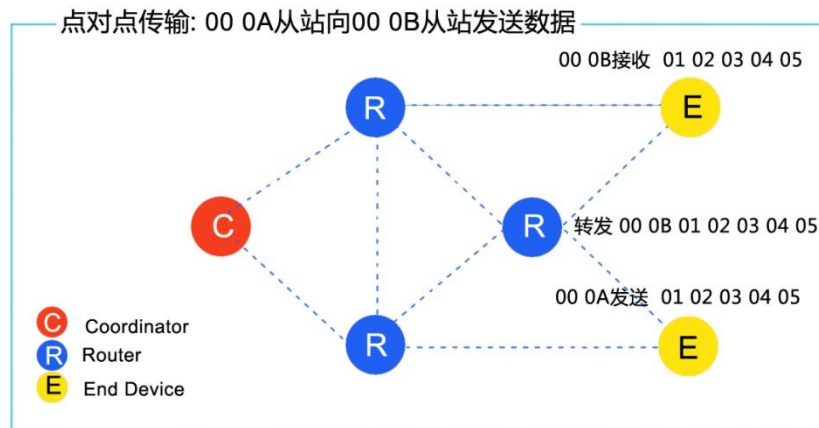 点对点传输: 00 0A从站向00 0B从站发送数据
00 0B接收 01 02 03 04 05
R
E
C
R
转发 00 0B 01 02 03 04 05
00 0A发送 01 02 03 04 05
R
E
C Coordinator
R Router
E End Device